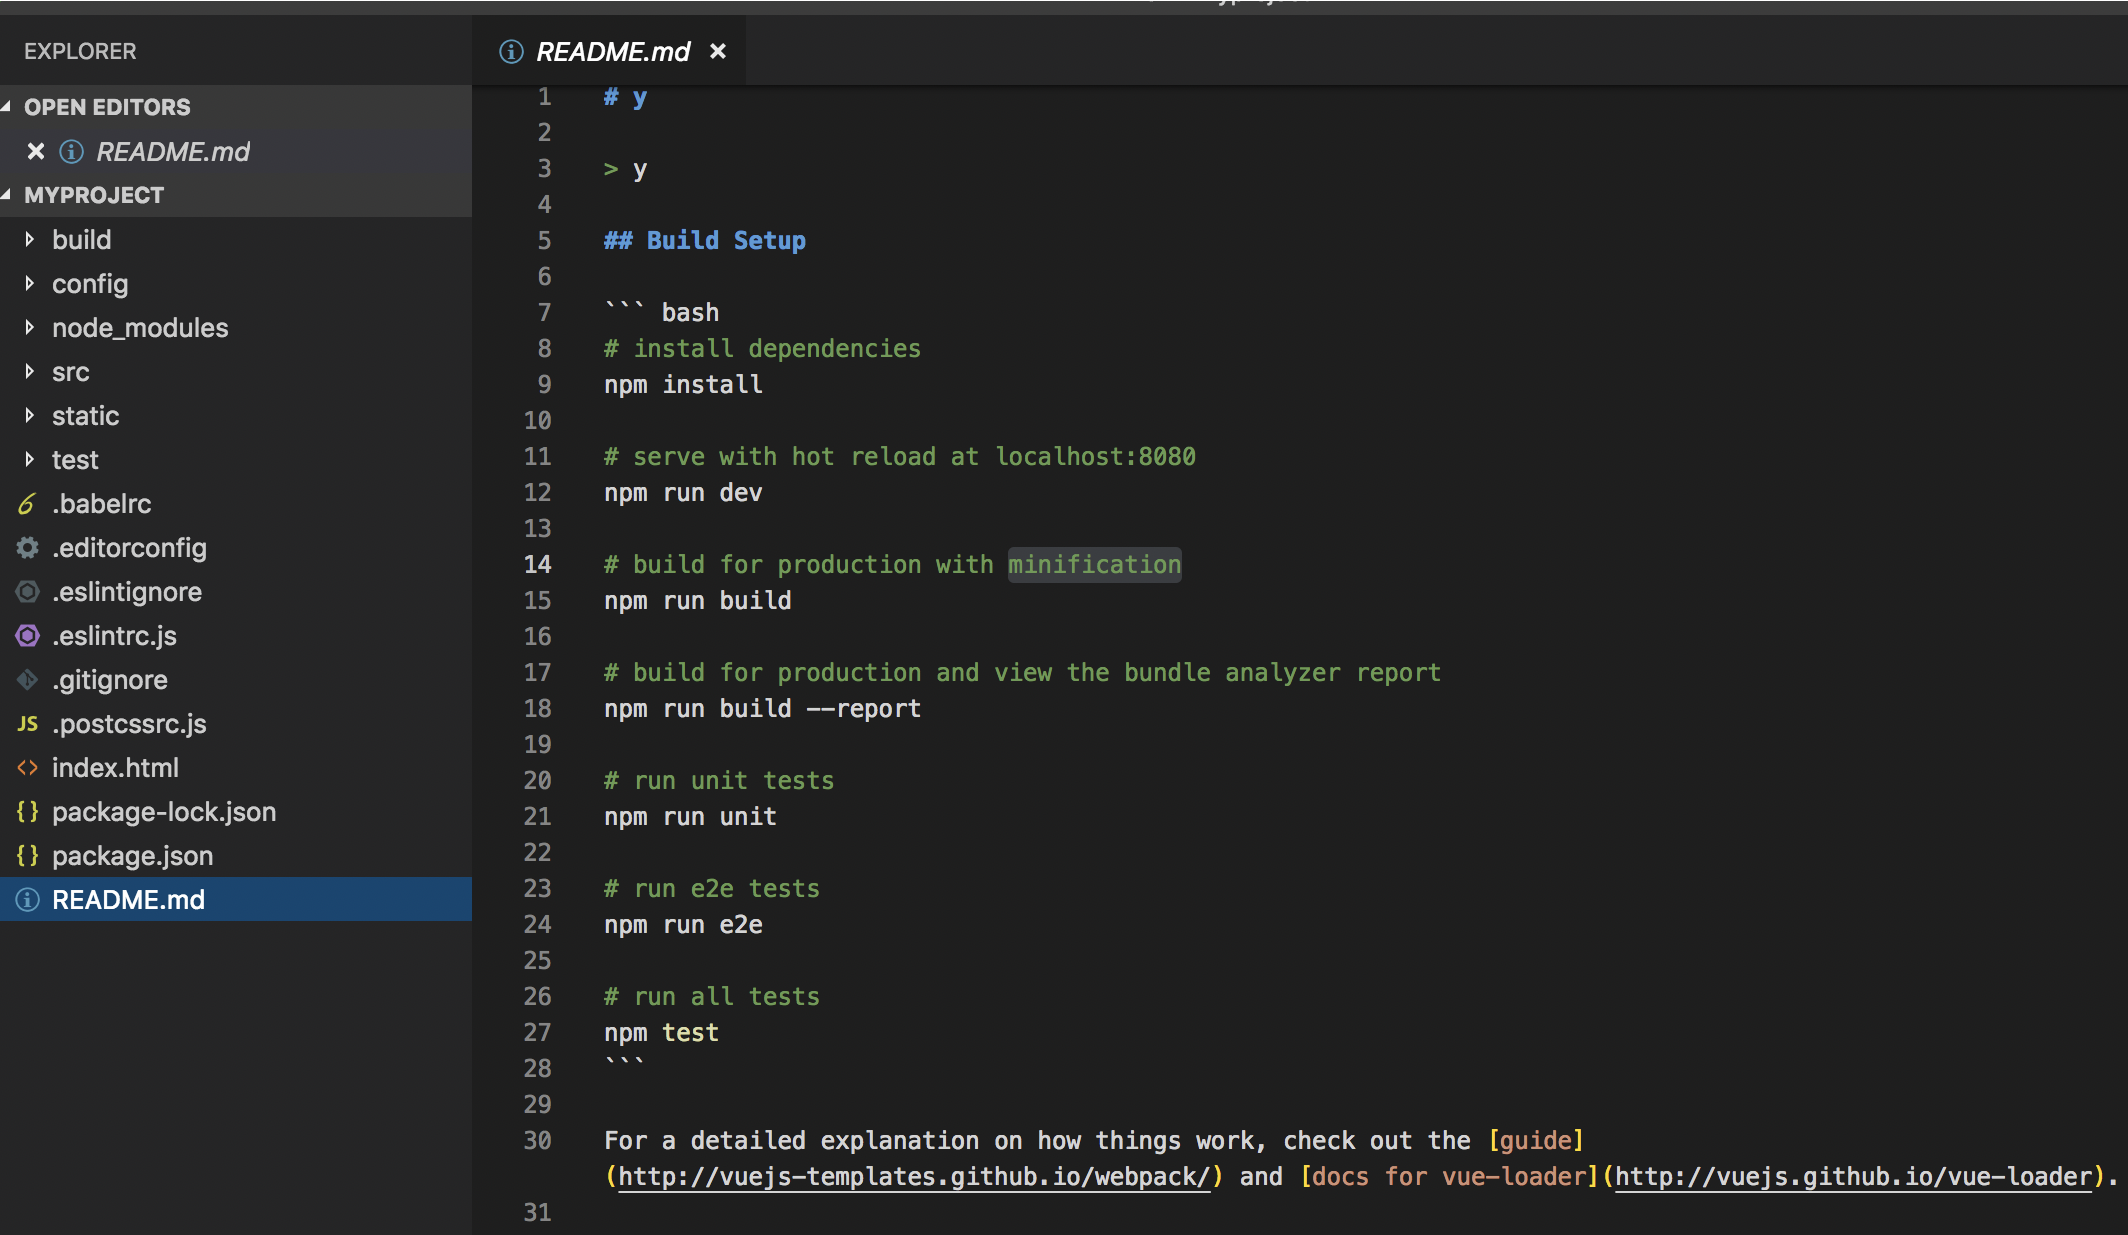 EXPLORER
OPEN EDITORS
README.md
MYPROJECT
build
config
node_modules
src
static
test
.babelrc
.editorconfig
.eslintignore
.eslintrc.js
.gitignore
JS .postcssrc.js
<> index.html
{} package-lock.json
{} package.json
README.md
README.md
1 # y
2
3 > y
4
5 ## Build Setup
6
7 ``` bash
8 # install dependencies
9 npm install
10
11 # serve with hot reload at localhost:8080
12 npm run dev
13
14 # build for production with minification
15 npm run build
16
17 # build for production and view the bundle analyzer report
18 npm run build --report
19
20 # run unit tests
21 npm run unit
22
23 # run e2e tests
24 npm run e2e
25
26 # run all tests
27 npm test
28 ```
29
30 For a detailed explanation on how things work, check out the [guide]
(http://vuejs-templates.github.io/webpack/) and [docs for vue-loader](http://vuejs.github.io/vue-loader).
31